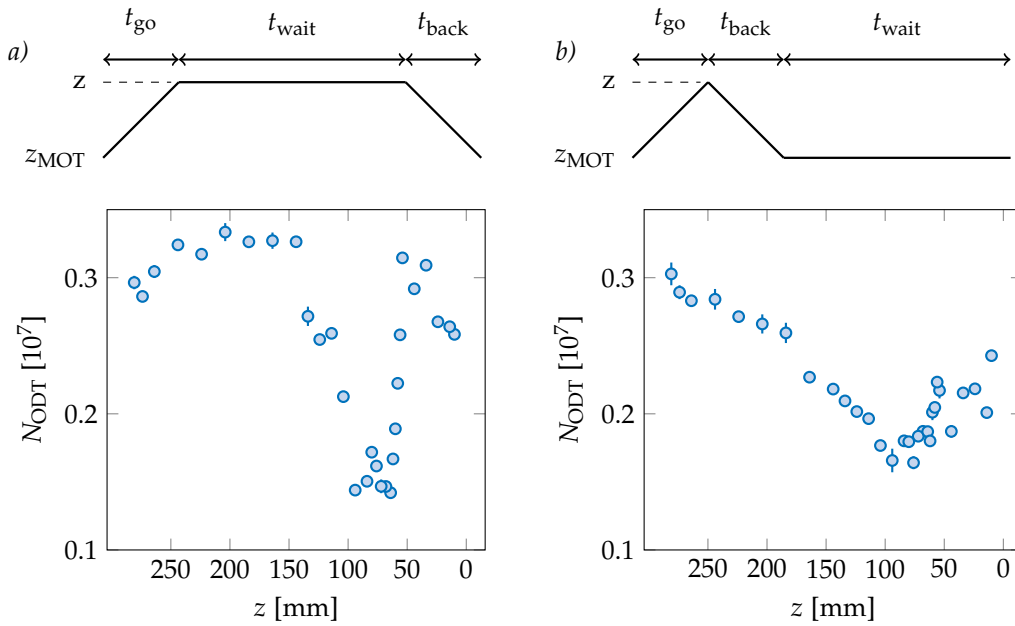 a)
t_go t_wait t_back
z
z_MOT
N_ODT [10^7]
0.3
0.2
0.1
250 200 150 100 50 0
z [mm]
b)
t_go t_back t_wait
z
z_MOT
N_ODT [10^7]
0.3
0.2
0.1
250 200 150 100 50 0
z [mm]